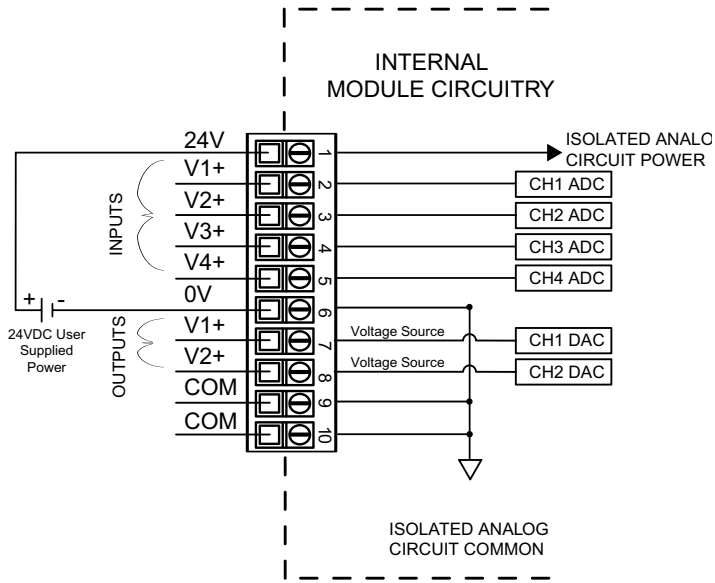 INTERNAL
MODULE CIRCUITRY
24V
1
ISOLATED ANALO
CIRCUIT POWER
V1+
2
CH1 ADC
V2+
3
CH2 ADC
INPUTS
V3+
4
CH3 ADC
V4+
5
CH4 ADC
0V
6
+ -
24VDC User
Supplied
Power
OUTPUTS
V1+
7
Voltage Source
CH1 DAC
V2+
8
Voltage Source
CH2 DAC
COM
9
COM
10
ISOLATED ANALOG
CIRCUIT COMMON